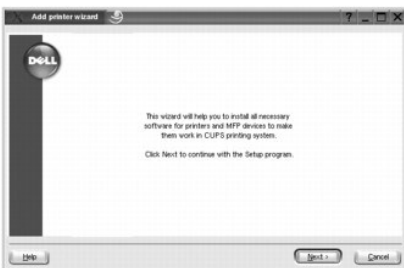 Add printer wizard
DELL
This wizard will help you to install all necessary
software for printers and MFP devices to make
them work in CUPS printing system.
Click Next to continue with the Setup program.
Help
Next >
Cancel